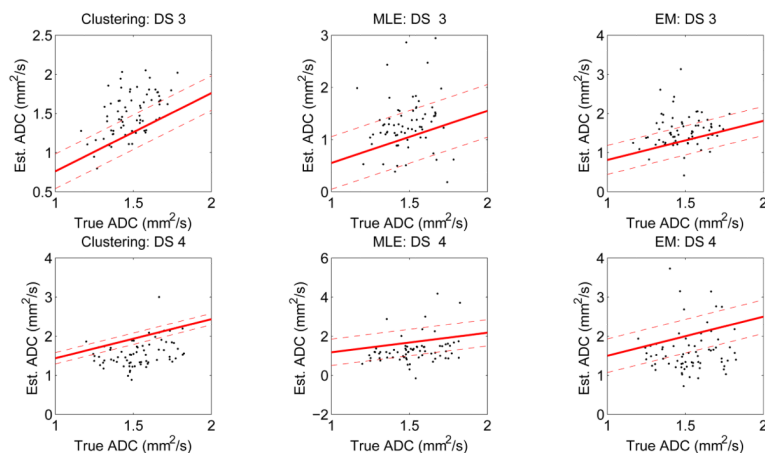 Clustering: DS 3
MLE: DS 3
EM: DS 3
Est. ADC (mm²/s)
2.5
2
1.5
1
0.5
1
1.5
2
True ADC (mm²/s)
Est. ADC (mm²/s)
3
2
1
0
1
1.5
2
True ADC (mm²/s)
Est. ADC (mm²/s)
4
3
2
1
0
1
1.5
2
True ADC (mm²/s)
Clustering: DS 4
MLE: DS 4
EM: DS 4
Est. ADC (mm²/s)
4
3
2
1
0
1
1.5
2
True ADC (mm²/s)
Est. ADC (mm²/s)
6
4
2
0
−2
1
1.5
2
True ADC (mm²/s)
Est. ADC (mm²/s)
4
3
2
1
0
1
1.5
2
True ADC (mm²/s)